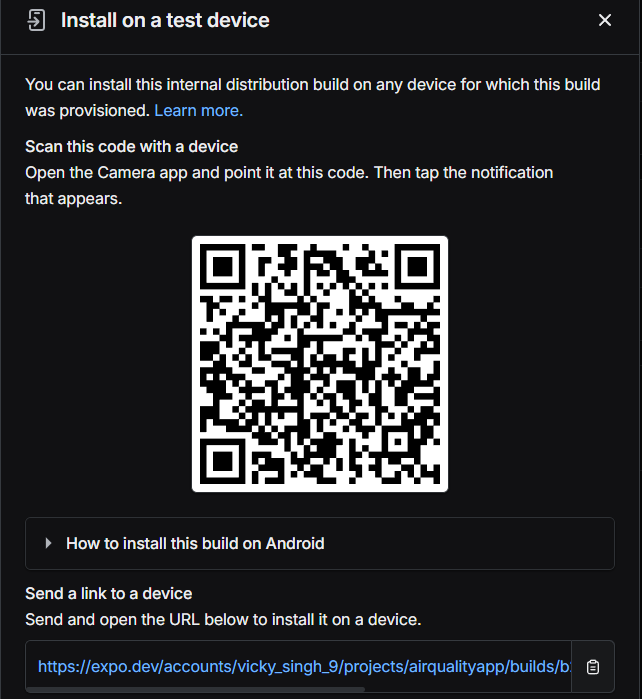 Install on a test device
You can install this internal distribution build on any device for which this build
was provisioned. Learn more.
Scan this code with a device
Open the Camera app and point it at this code. Then tap the notification
that appears.
How to install this build on Android
Send a link to a device
Send and open the URL below to install it on a device.
https://expo.dev/accounts/vicky_singh_9/projects/airqualityapp/builds/b